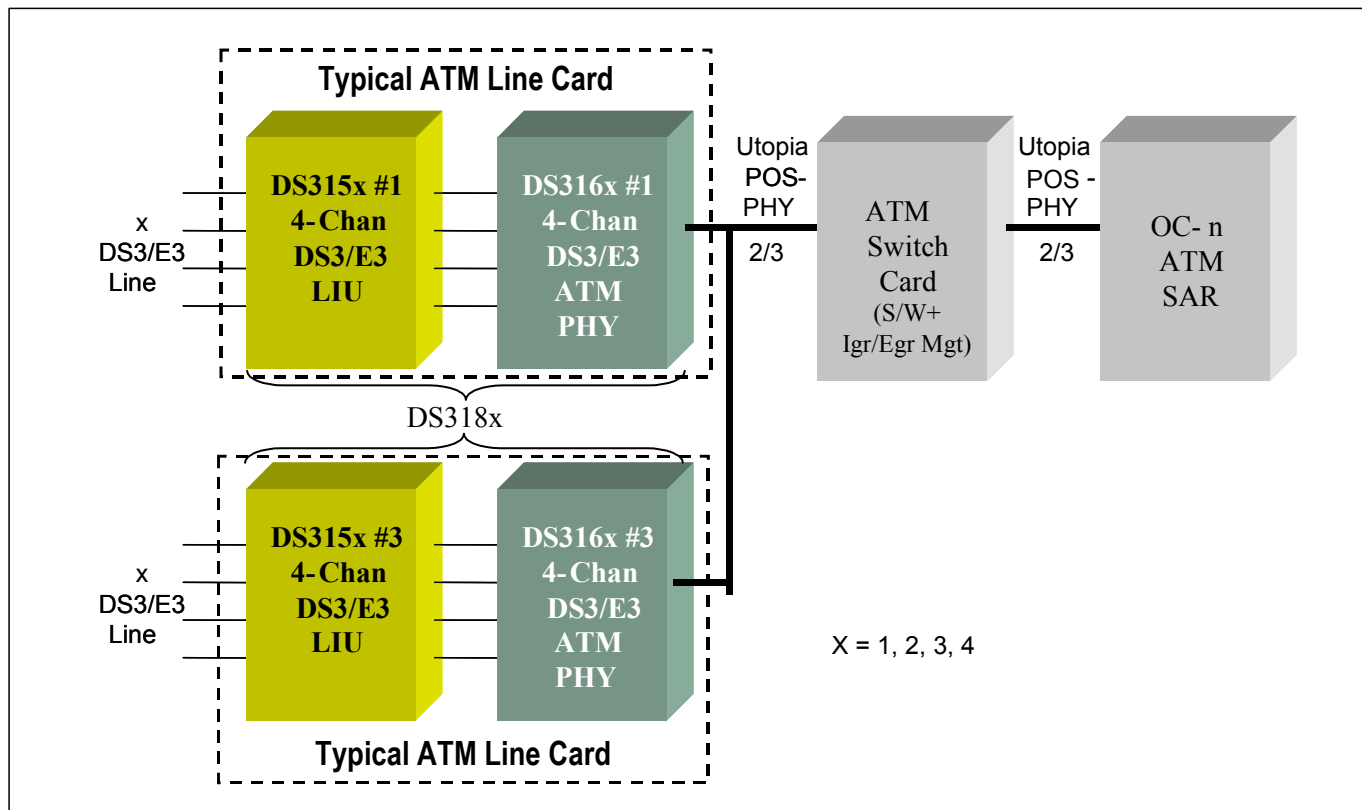 Typical ATM Line Card
DS315x #1
4-Chan
DS3/E3
LIU
DS316x #1
4-Chan
DS3/E3
ATM
PHY
x
DS3/E3
Line
Utopia
POS-
PHY
2/3
ATM
Switch
Card
(S/W+
Igr/Egr Mgt)
Utopia
POS -
PHY
2/3
OC- n
ATM
SAR
DS318x
DS315x #3
4-Chan
DS3/E3
LIU
DS316x #3
4-Chan
DS3/E3
ATM
PHY
x
DS3/E3
Line
X = 1, 2, 3, 4
Typical ATM Line Card